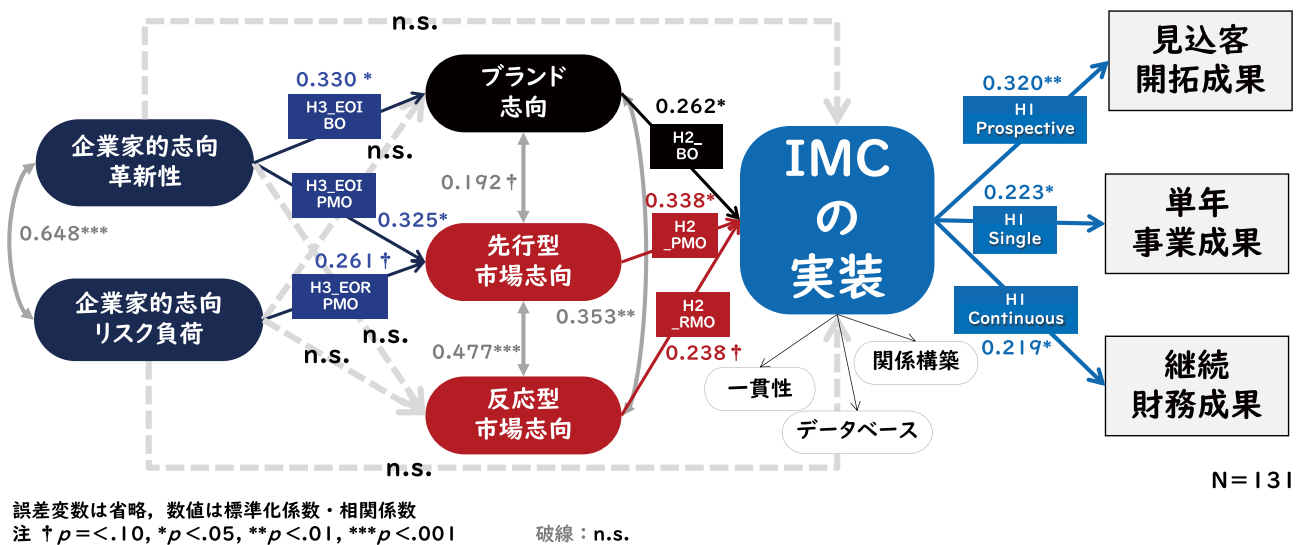 n.s.
見込客
開拓成果
ブランド
志向
0.330 *
H3_EOI
BO
0.262*
H2_
BO
0.320**
H1
Prospective
企業家的志向
革新性
n.s.
IMC
の
実装
H3_EOI
PMO
0.192 †
0.338*
0.223*
H1
Single
単年
事業成果
0.325*
H2
_PMO
0.648***
先行型
市場志向
0.261 †
H3_EOR
PMO
企業家的志向
リスク負荷
0.353**
H2
_RMO
H1
Continuous
n.s.
n.s.
0.477***
0.238 †
0.219*
関係構築
一貫性
データベース
継続
財務成果
反応型
市場志向
n.s.
N=131
誤差変数は省略，数値は標準化係数・相関係数
注 † p =<.10, *p <.05, **p <.01, ***p <.001
破線：n.s.